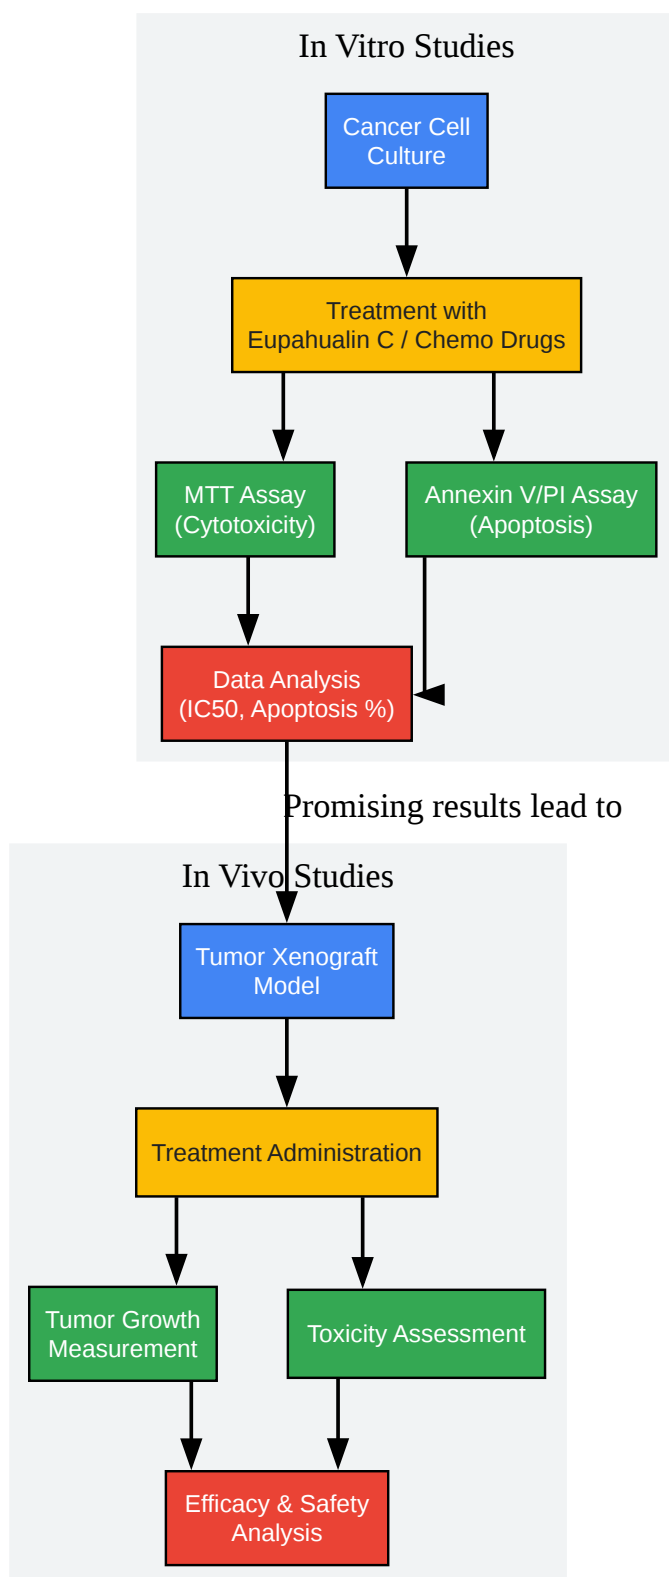 In Vitro Studies
Cancer Cell
Culture
Treatment with
Eupahualin C / Chemo Drugs
MTT Assay
(Cytotoxicity)
Annexin V/PI Assay
(Apoptosis)
Data Analysis
(IC50, Apoptosis %)
Promising results lead to
In Vivo Studies
Tumor Xenograft
Model
Treatment Administration
Tumor Growth
Measurement
Toxicity Assessment
Efficacy & Safety
Analysis